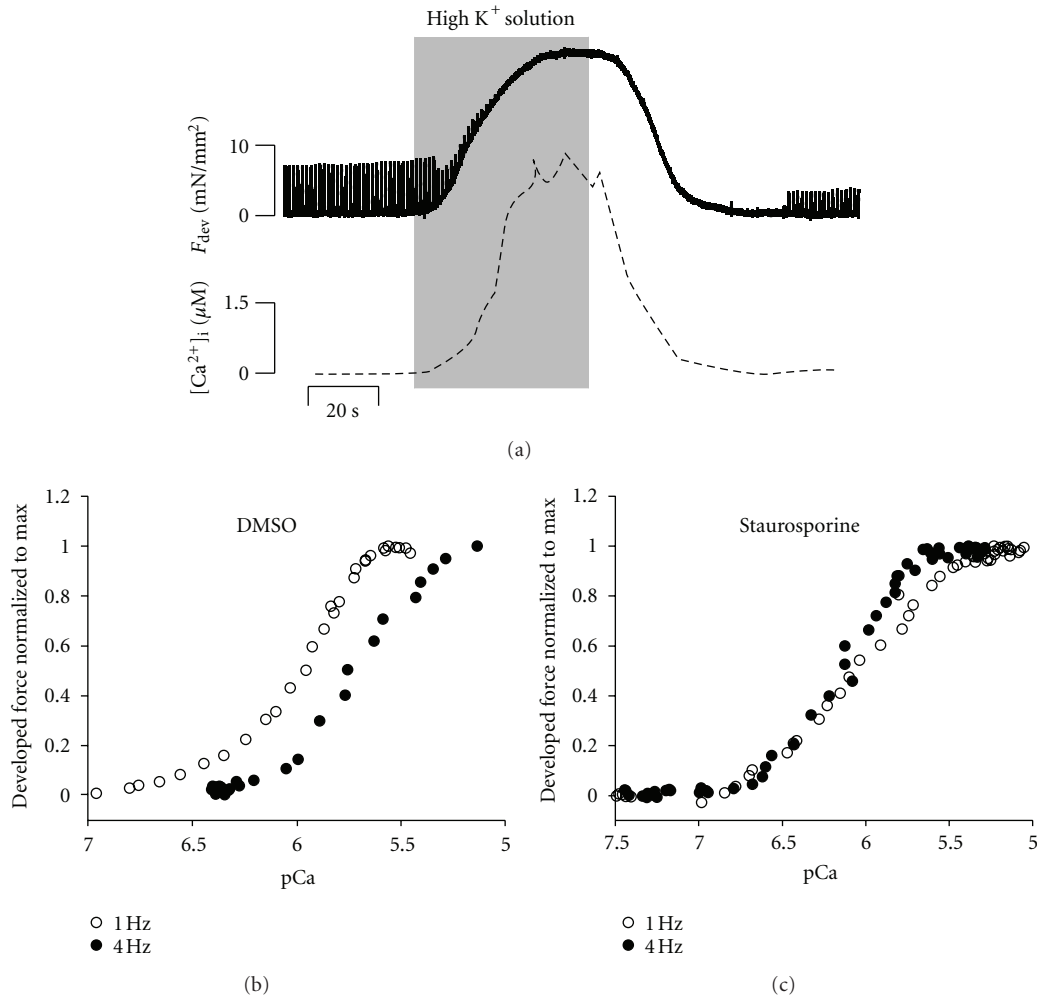 High K⁺ solution
10
0
F_dev (mN/mm²)
1.5
0
[Ca²⁺]ᵢ (μM)
20 s
(a)
1.2
1
0.8
0.6
0.4
0.2
0
Developed force normalized to max
DMSO
7
6.5
6
5.5
5
pCa
1 Hz
4 Hz
(b)
1.2
1
0.8
0.6
0.4
0.2
0
Developed force normalized to max
Staurosporine
7.5
7
6.5
6
5.5
5
pCa
1 Hz
4 Hz
(c)